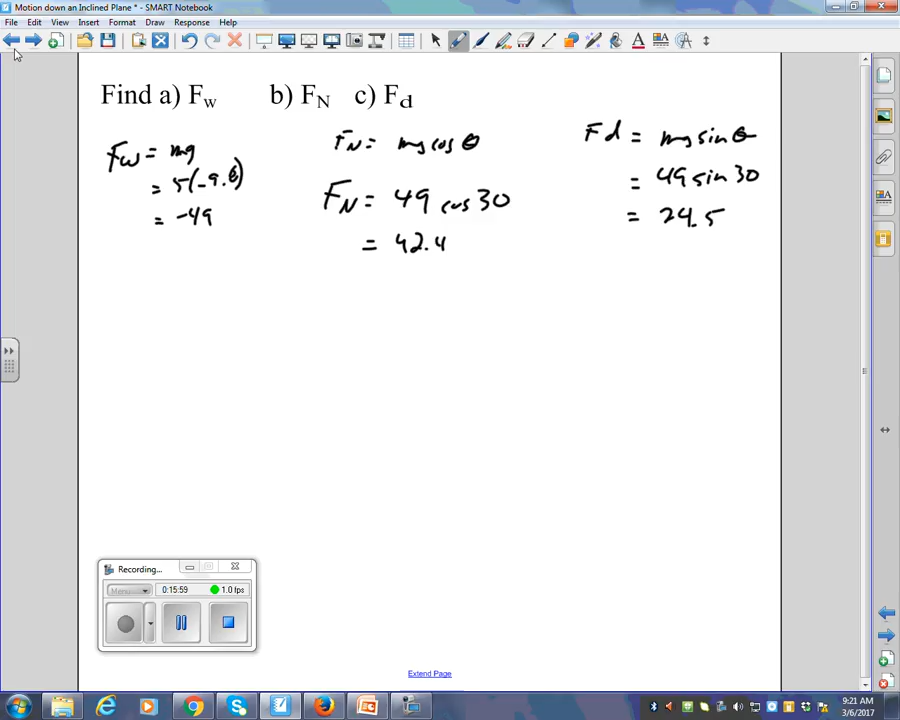 Motion down an Inclined Plane * - SMART Notebook
File Edit View Insert Format Draw Response Help
Find a) Fw b) FN c) Fd
Fw = mg
= 5(-9.8)
= -49
FN = mg cos θ
FN = 49 cos 30
= 42.4
Fd = mg sin θ
= 49 sin 30
= 24.5
Recording...
Menu 0:15:59 1.0 fps
Extend Page
9:21 AM
3/6/2017